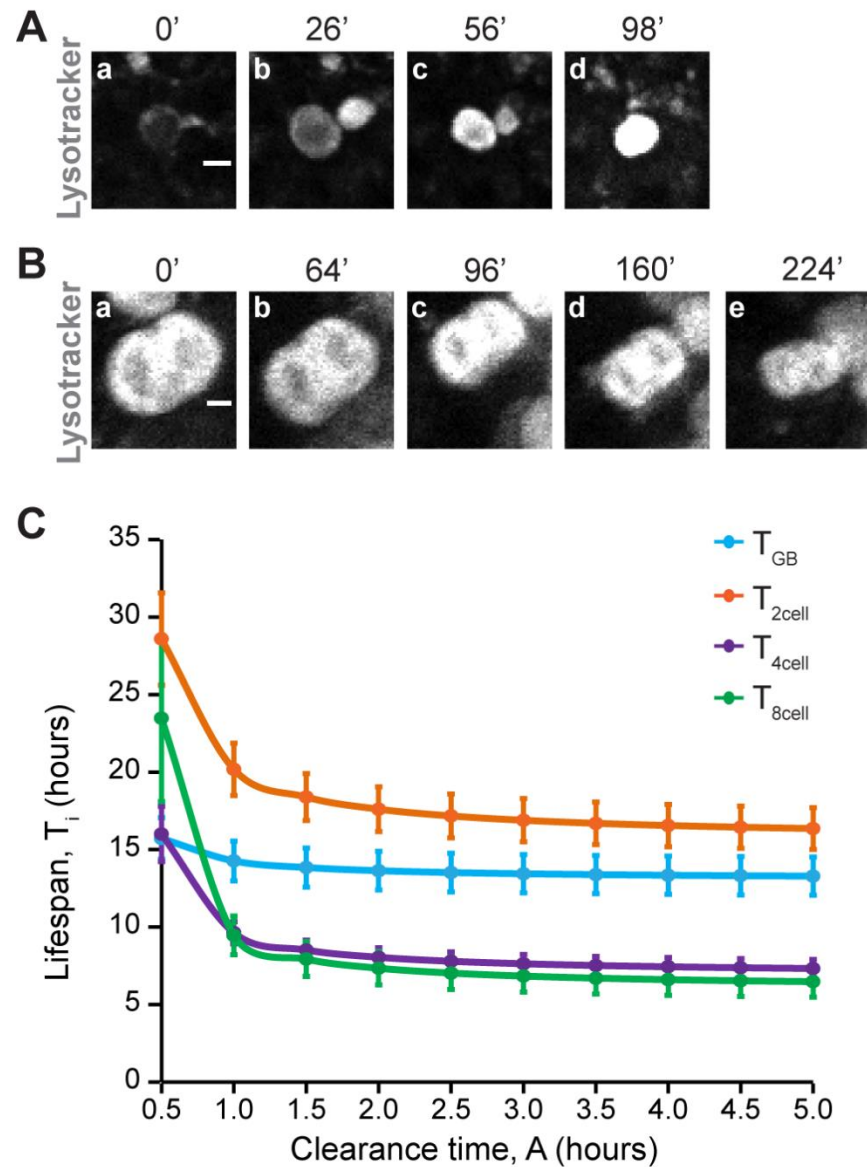 A
0’ 26’ 56’ 98’
Lysotracker
a b c d
B
0’ 64’ 96’ 160’ 224’
Lysotracker
a b c d e
C
35
30
25
20
15
10
5
0
Lifespan, Ti (hours)
TGB
T2cell
T4cell
T8cell
0.5 1.0 1.5 2.0 2.5 3.0 3.5 4.0 4.5 5.0
Clearance time, A (hours)